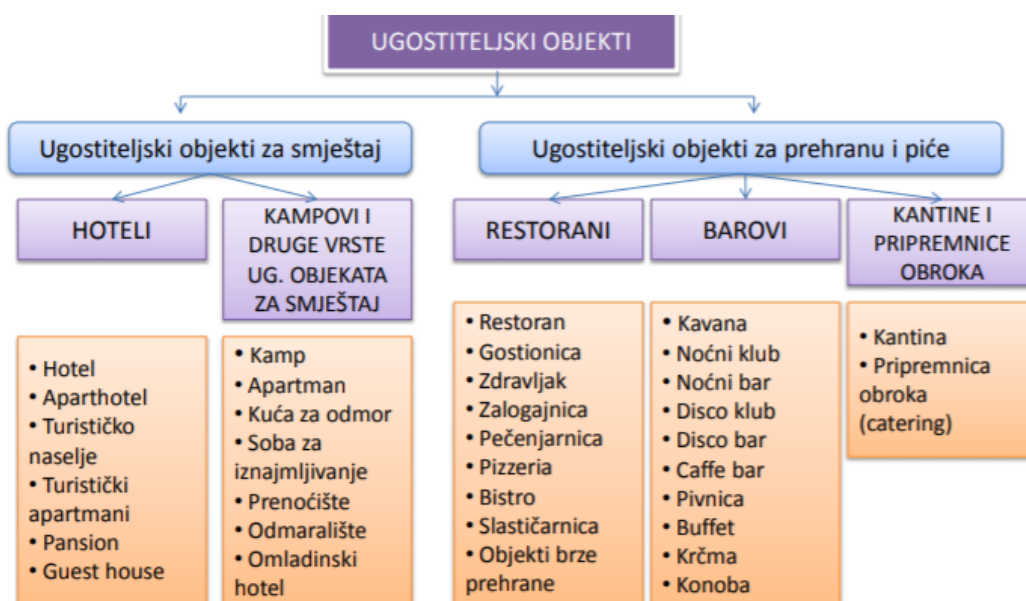 UGOSTITELJSKI OBJEKTI
Ugostiteljski objekti za smještaj
Ugostiteljski objekti za prehranu i piće
HOTELI
KAMPOVI I
DRUGE VRSTE
UG. OBJEKATA
ZA SMJEŠTAJ
RESTORANI
BAROVI
KANTINE I
PRIPREMNICE
OBROKA
• Hotel
• Aparthotel
• Turističko
naselje
• Turistički
apartmani
• Pansion
• Guest house
• Kamp
• Apartman
• Kuća za odmor
• Soba za
iznajmljivanje
• Prenoćište
• Odmaralište
• Omladinski
hotel
• Restoran
• Gostionica
• Zdravljak
• Zalogajnica
• Pečenjarnica
• Pizzeria
• Bistro
• Slastičarnica
• Objekti brze
prehrane
• Kavana
• Noćni klub
• Noćni bar
• Disco klub
• Disco bar
• Caffe bar
• Pivnica
• Buffet
• Krčma
• Konoba
• Kantina
• Pripremnica
obroka
(catering)